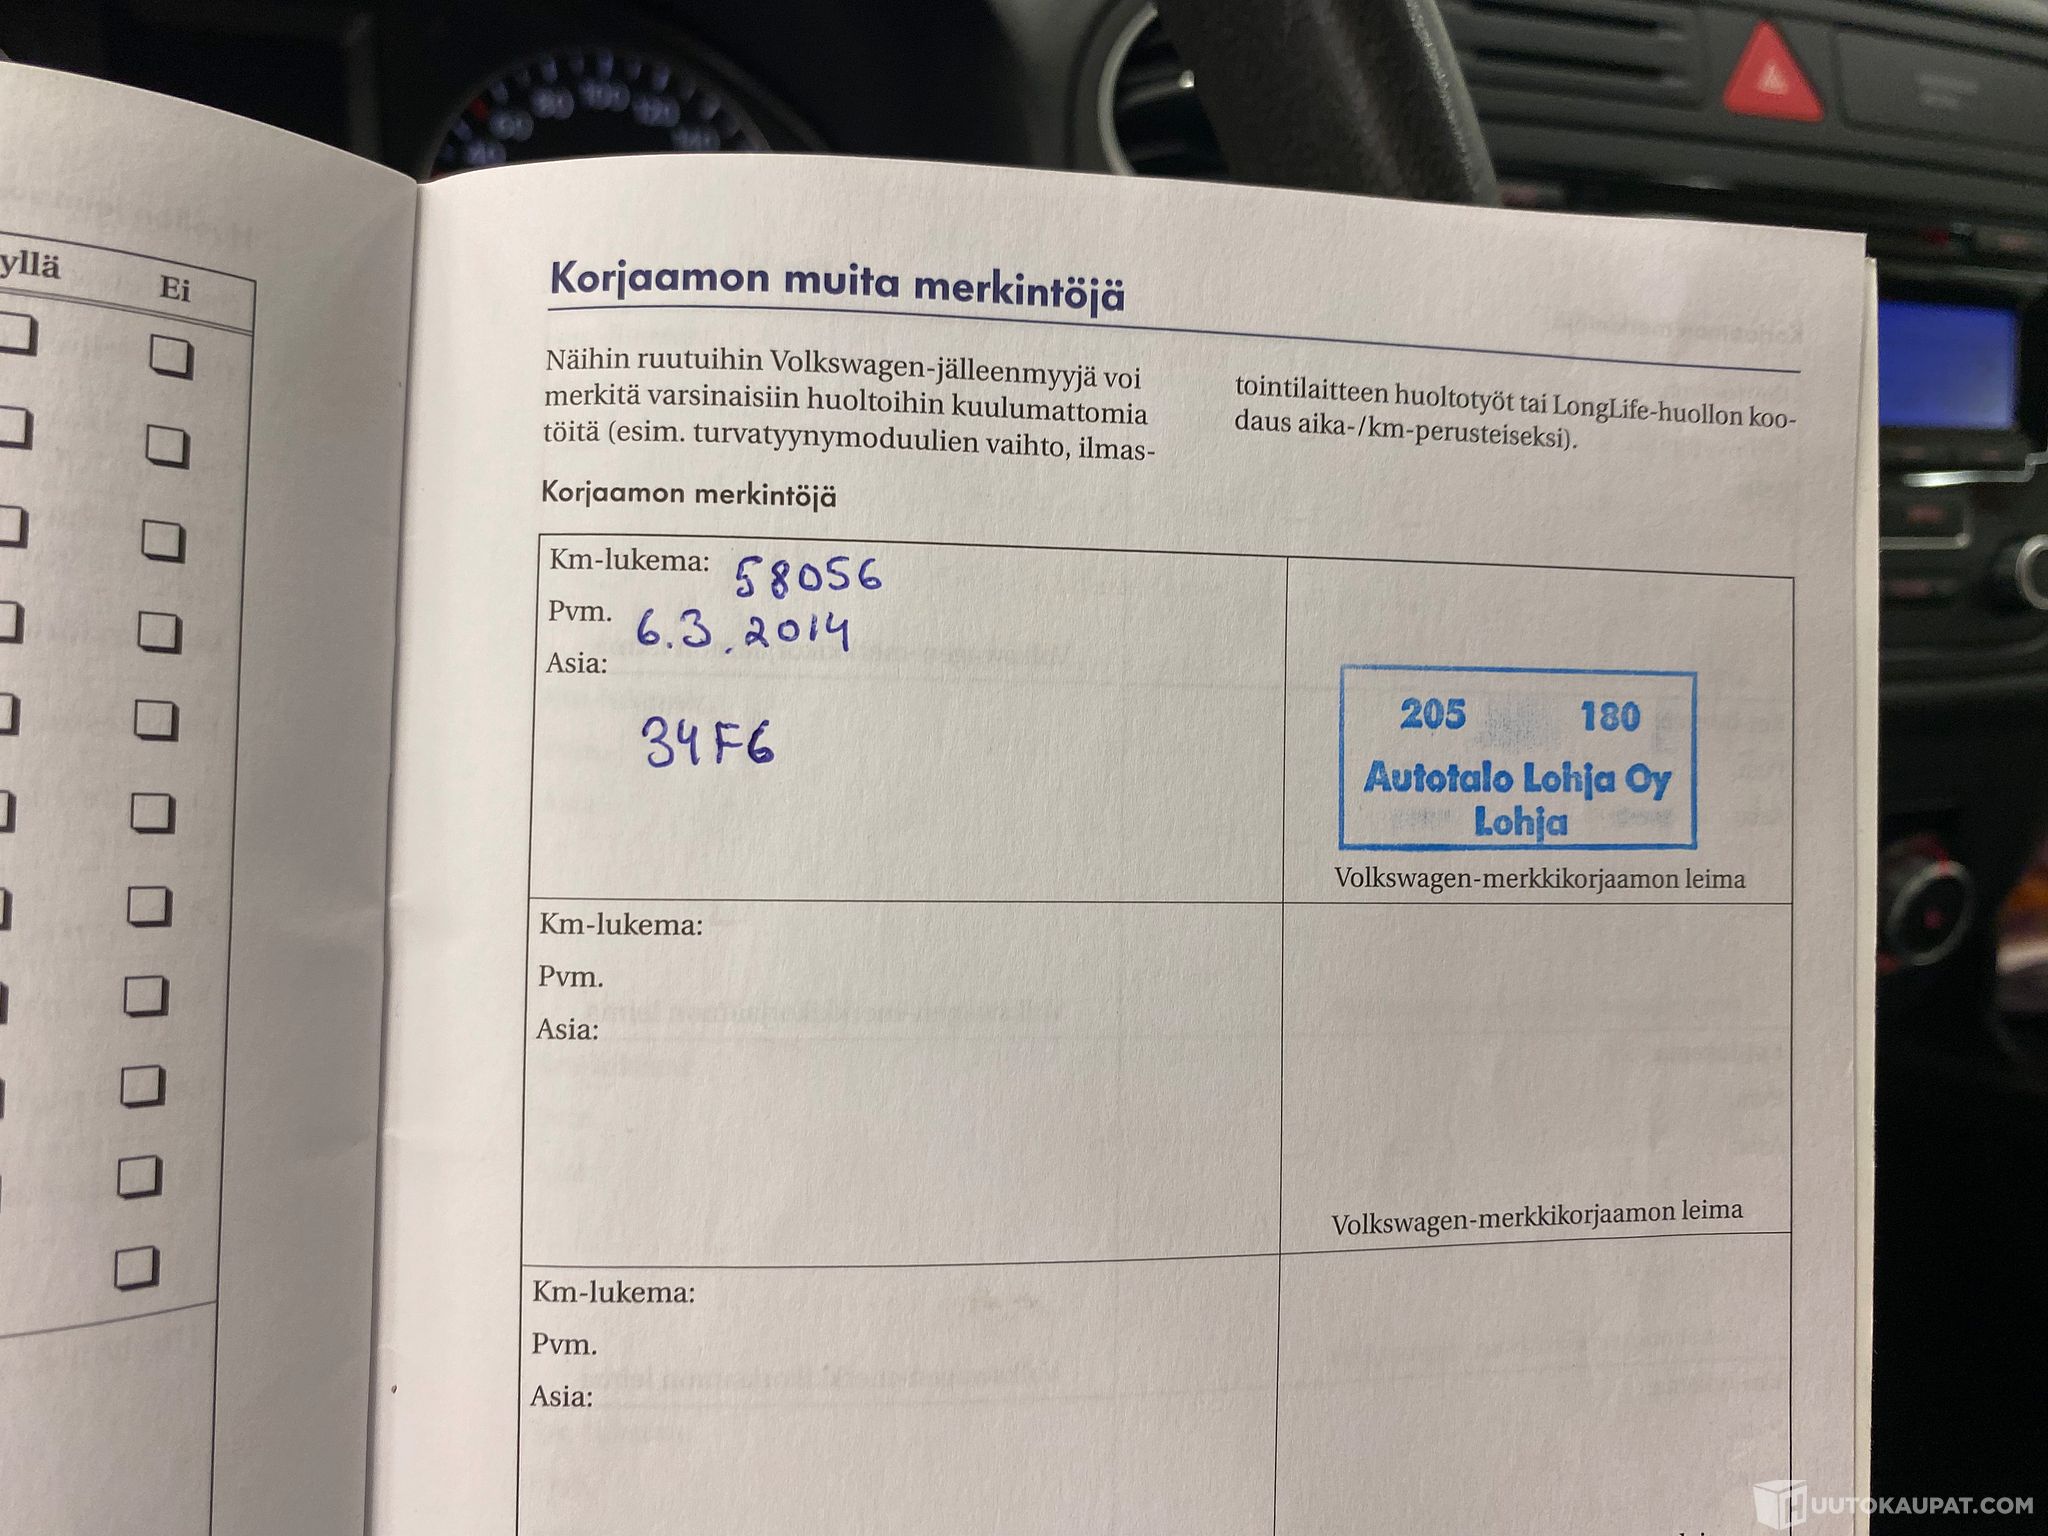 yllä
Ei
Korjaamon muita merkintöjä
Näihin ruutuihin Volkswagen-jälleenmyyjä voi
merkitä varsinaisiin huoltoihin kuulumattomia
töitä (esim. turvatyynymoduulien vaihto, ilmas-
tointilaitteen huoltotyöt tai LongLife-huollon koo-
daus aika-/km-perusteiseksi).
Korjaamon merkintöjä
Km-lukema: 58056
Pvm. 6.3.2014
Asia:
34F6
205 180
Autotalo Lohja Oy
Lohja
Volkswagen-merkkikorjaamon leima
Km-lukema:
Pvm.
Asia:
Volkswagen-merkkikorjaamon leima
Km-lukema:
Pvm.
Asia:
HUUTOKAUPAT.COM